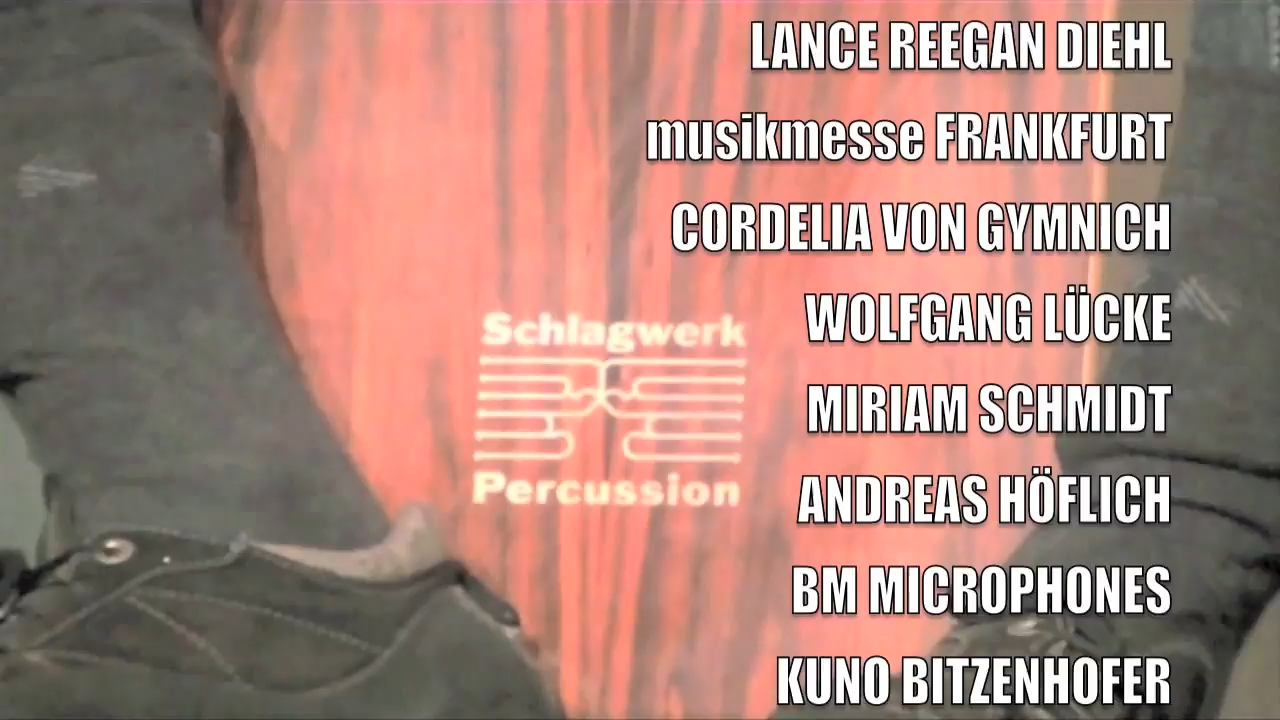 LANCE REEGAN DIEHL
musikmesse FRANKFURT
CORDELIA VON GYMNICH
WOLFGANG LÜCKE
MIRIAM SCHMIDT
ANDREAS HÖFLICH
BM MICROPHONES
KUNO BITZENHOFER
Schlagwerk
Percussion